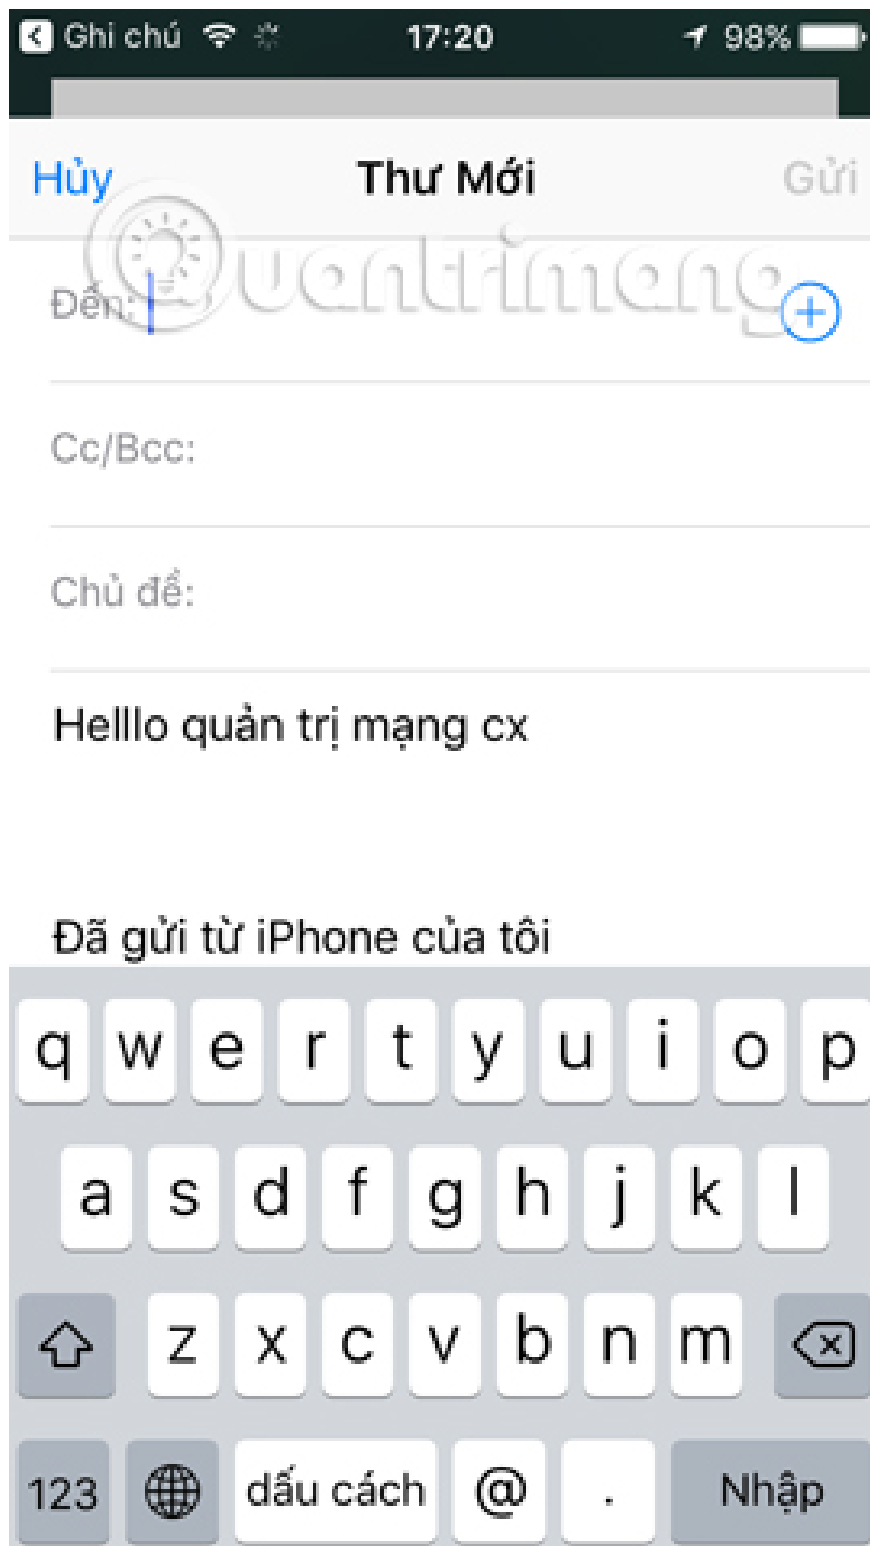 Ghi chú 17:20 98%
Hủy Thư Mới Gửi
Quantrimang
Đến:
Cc/Bcc:
Chủ đề:
Helllo quản trị mạng cx
Đã gửi từ iPhone của tôi
q w e r t y u i o p
a s d f g h j k l
z x c v b n m
123 dấu cách @ . Nhập